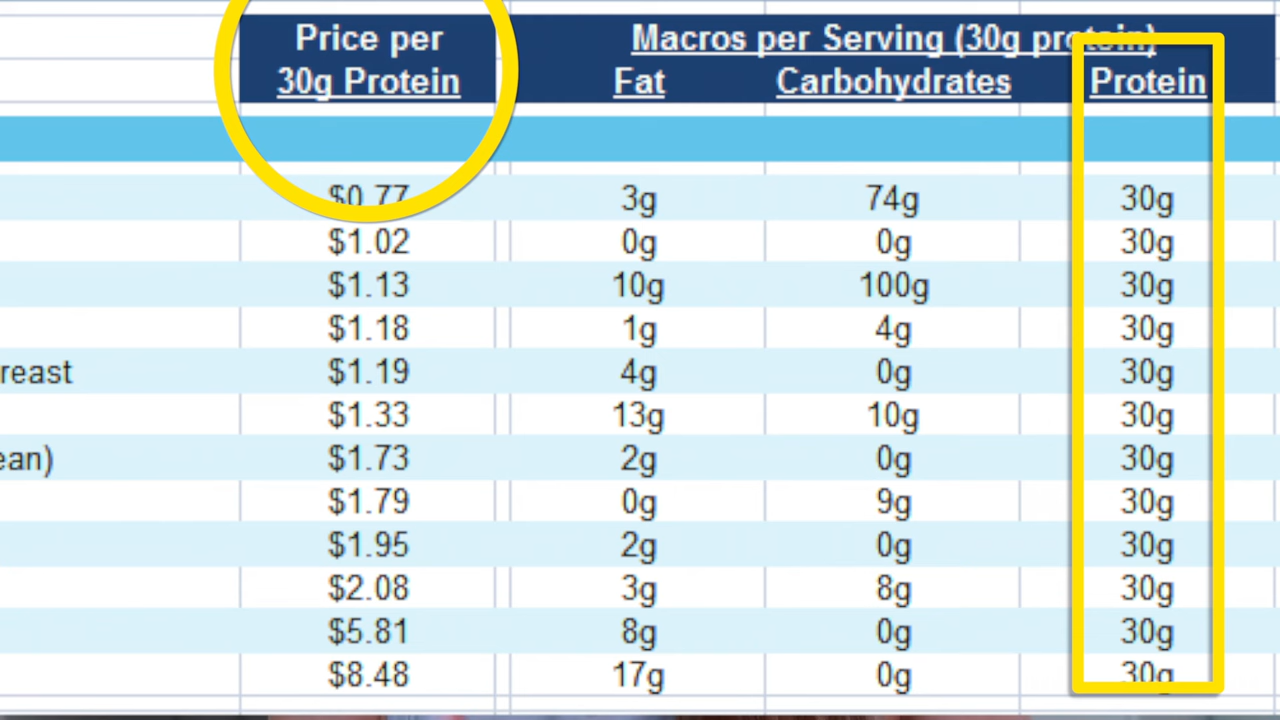 Price per Macros per Serving (30g protein)
30g Protein Fat Carbohydrates Protein
$0.77 3g 74g 30g
$1.02 0g 0g 30g
$1.13 10g 100g 30g
$1.18 1g 4g 30g
reast $1.19 4g 0g 30g
$1.33 13g 10g 30g
ean) $1.73 2g 0g 30g
$1.79 0g 9g 30g
$1.95 2g 0g 30g
$2.08 3g 8g 30g
$5.81 8g 0g 30g
$8.48 17g 0g 30g